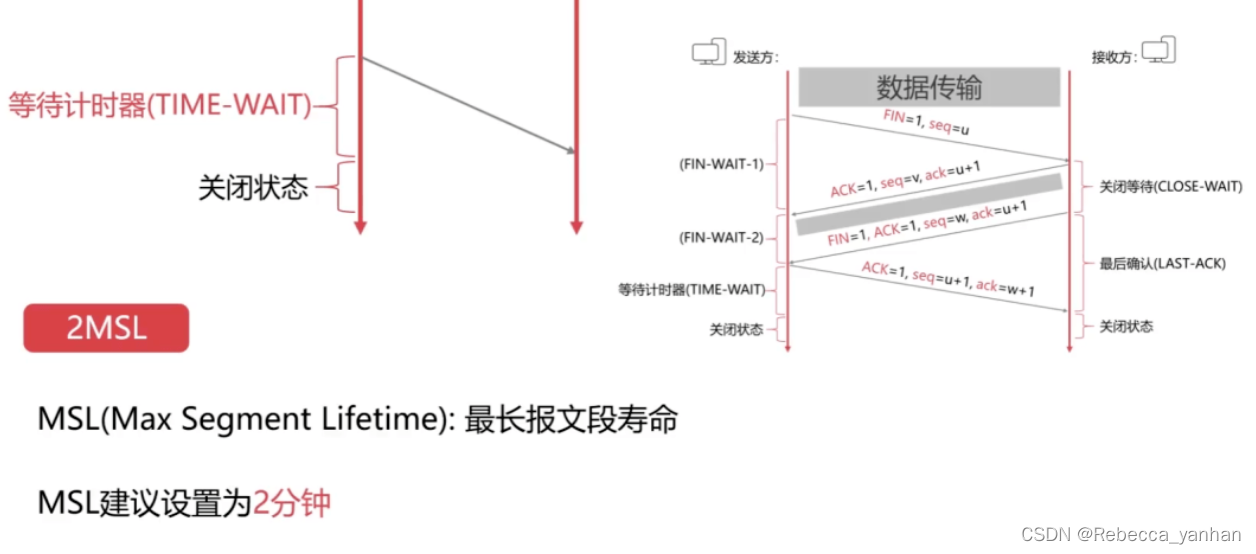 等待计时器(TIME-WAIT)
关闭状态
发送方：
接收方：
数据传输
FIN=1, seq=u
(FIN-WAIT-1)
ACK=1, seq=v, ack=u+1
关闭等待(CLOSE-WAIT)
(FIN-WAIT-2)
FIN=1, ACK=1, seq=w, ack=u+1
最后确认(LAST-ACK)
等待计时器(TIME-WAIT)
ACK=1, seq=u+1, ack=w+1
关闭状态
关闭状态
2MSL
MSL(Max Segment Lifetime): 最长报文段寿命
MSL建议设置为2分钟
CSDN @Rebecca_yanhan